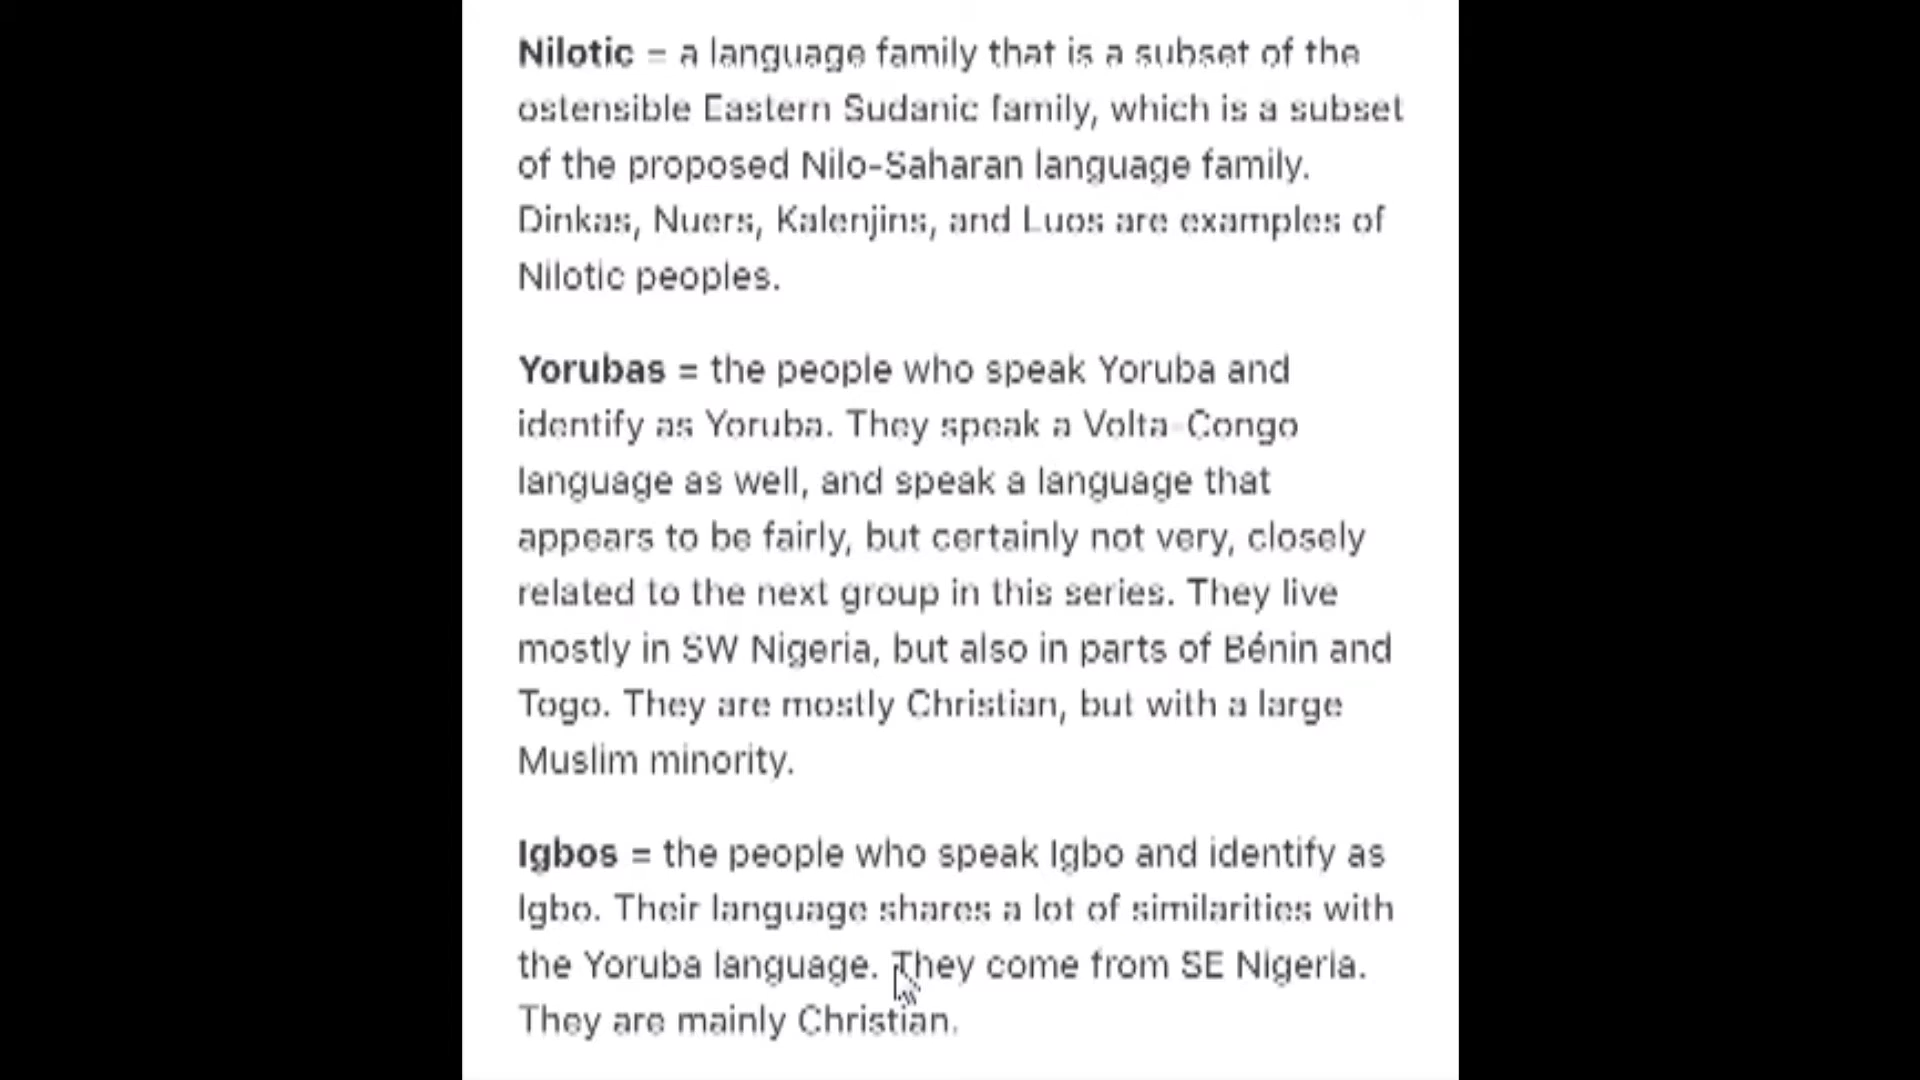 Nilotic = a language family that is a subset of the
ostensible Eastern Sudanic family, which is a subset
of the proposed Nilo-Saharan language family.
Dinkas, Nuers, Kalenjins, and Luos are examples of
Nilotic peoples.
Yorubas = the people who speak Yoruba and
identify as Yoruba. They speak a Volta-Congo
language as well, and speak a language that
appears to be fairly, but certainly not very, closely
related to the next group in this series. They live
mostly in SW Nigeria, but also in parts of Bénin and
Togo. They are mostly Christian, but with a large
Muslim minority.
Igbos = the people who speak Igbo and identify as
Igbo. Their language shares a lot of similarities with
the Yoruba language. They come from SE Nigeria.
They are mainly Christian.